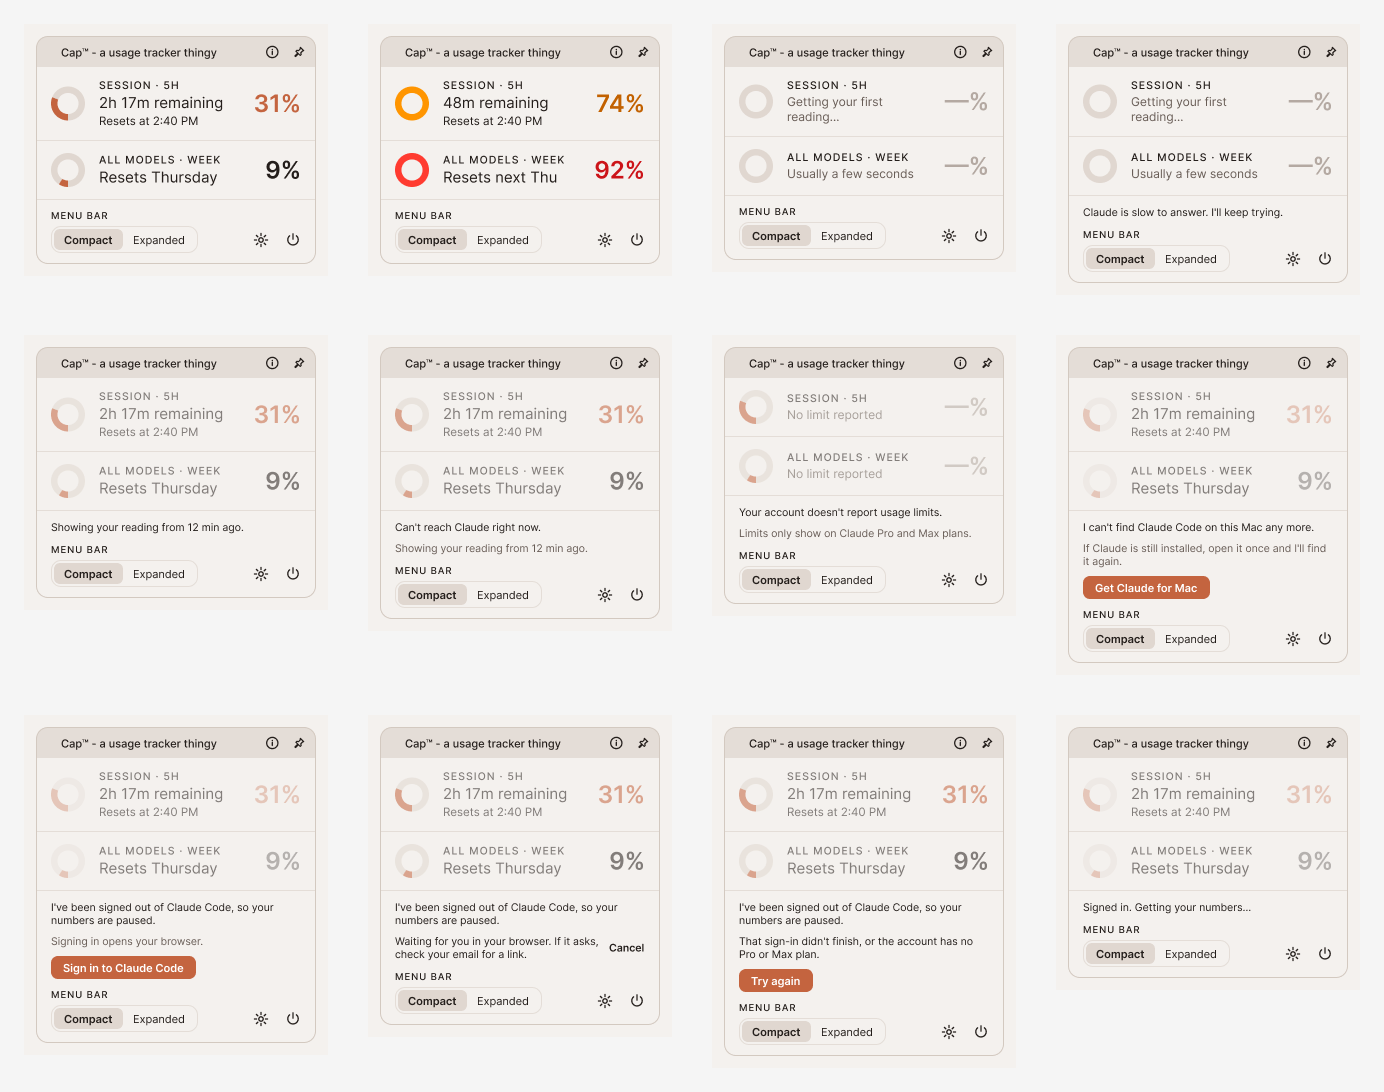 Cap™ - a usage tracker thingy
SESSION · 5H
2h 17m remaining
Resets at 2:40 PM
31%
ALL MODELS · WEEK
Resets Thursday
9%
MENU BAR
Compact
Expanded
Cap™ - a usage tracker thingy
SESSION · 5H
48m remaining
Resets at 2:40 PM
74%
ALL MODELS · WEEK
Resets next Thu
92%
MENU BAR
Compact
Expanded
Cap™ - a usage tracker thingy
SESSION · 5H
Getting your first
reading...
—%
ALL MODELS · WEEK
Usually a few seconds
—%
MENU BAR
Compact
Expanded
Cap™ - a usage tracker thingy
SESSION · 5H
Getting your first
reading...
—%
ALL MODELS · WEEK
Usually a few seconds
—%
Claude is slow to answer. I'll keep trying.
MENU BAR
Compact
Expanded
Cap™ - a usage tracker thingy
SESSION · 5H
2h 17m remaining
Resets at 2:40 PM
31%
ALL MODELS · WEEK
Resets Thursday
9%
Showing your reading from 12 min ago.
MENU BAR
Compact
Expanded
Cap™ - a usage tracker thingy
SESSION · 5H
2h 17m remaining
Resets at 2:40 PM
31%
ALL MODELS · WEEK
Resets Thursday
9%
Can't reach Claude right now.
Showing your reading from 12 min ago.
MENU BAR
Compact
Expanded
Cap™ - a usage tracker thingy
SESSION · 5H
No limit reported
—%
ALL MODELS · WEEK
No limit reported
—%
Your account doesn't report usage limits.
Limits only show on Claude Pro and Max plans.
MENU BAR
Compact
Expanded
Cap™ - a usage tracker thingy
SESSION · 5H
2h 17m remaining
Resets at 2:40 PM
31%
ALL MODELS · WEEK
Resets Thursday
9%
I can't find Claude Code on this Mac any more.
If Claude is still installed, open it once and I'll find
it again.
Get Claude for Mac
MENU BAR
Compact
Expanded
Cap™ - a usage tracker thingy
SESSION · 5H
2h 17m remaining
Resets at 2:40 PM
31%
ALL MODELS · WEEK
Resets Thursday
9%
I've been signed out of Claude Code, so your
numbers are paused.
Signing in opens your browser.
Sign in to Claude Code
MENU BAR
Compact
Expanded
Cap™ - a usage tracker thingy
SESSION · 5H
2h 17m remaining
Resets at 2:40 PM
31%
ALL MODELS · WEEK
Resets Thursday
9%
I've been signed out of Claude Code, so your
numbers are paused.
Waiting for you in your browser. If it asks,
check your email for a link.
Cancel
MENU BAR
Compact
Expanded
Cap™ - a usage tracker thingy
SESSION · 5H
2h 17m remaining
Resets at 2:40 PM
31%
ALL MODELS · WEEK
Resets Thursday
9%
I've been signed out of Claude Code, so your
numbers are paused.
That sign-in didn't finish, or the account has no
Pro or Max plan.
Try again
MENU BAR
Compact
Expanded
Cap™ - a usage tracker thingy
SESSION · 5H
2h 17m remaining
Resets at 2:40 PM
31%
ALL MODELS · WEEK
Resets Thursday
9%
Signed in. Getting your numbers...
MENU BAR
Compact
Expanded